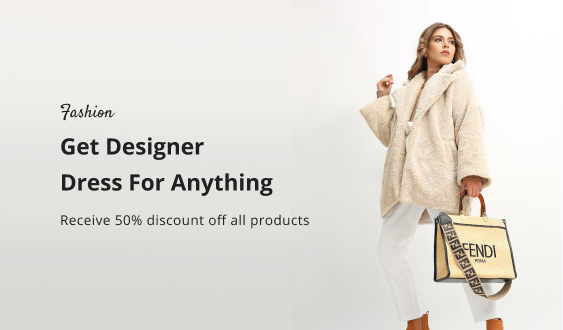 Fashion
Get Designer
Dress For Anything
Receive 50% discount off all products
FENDI
ROMA